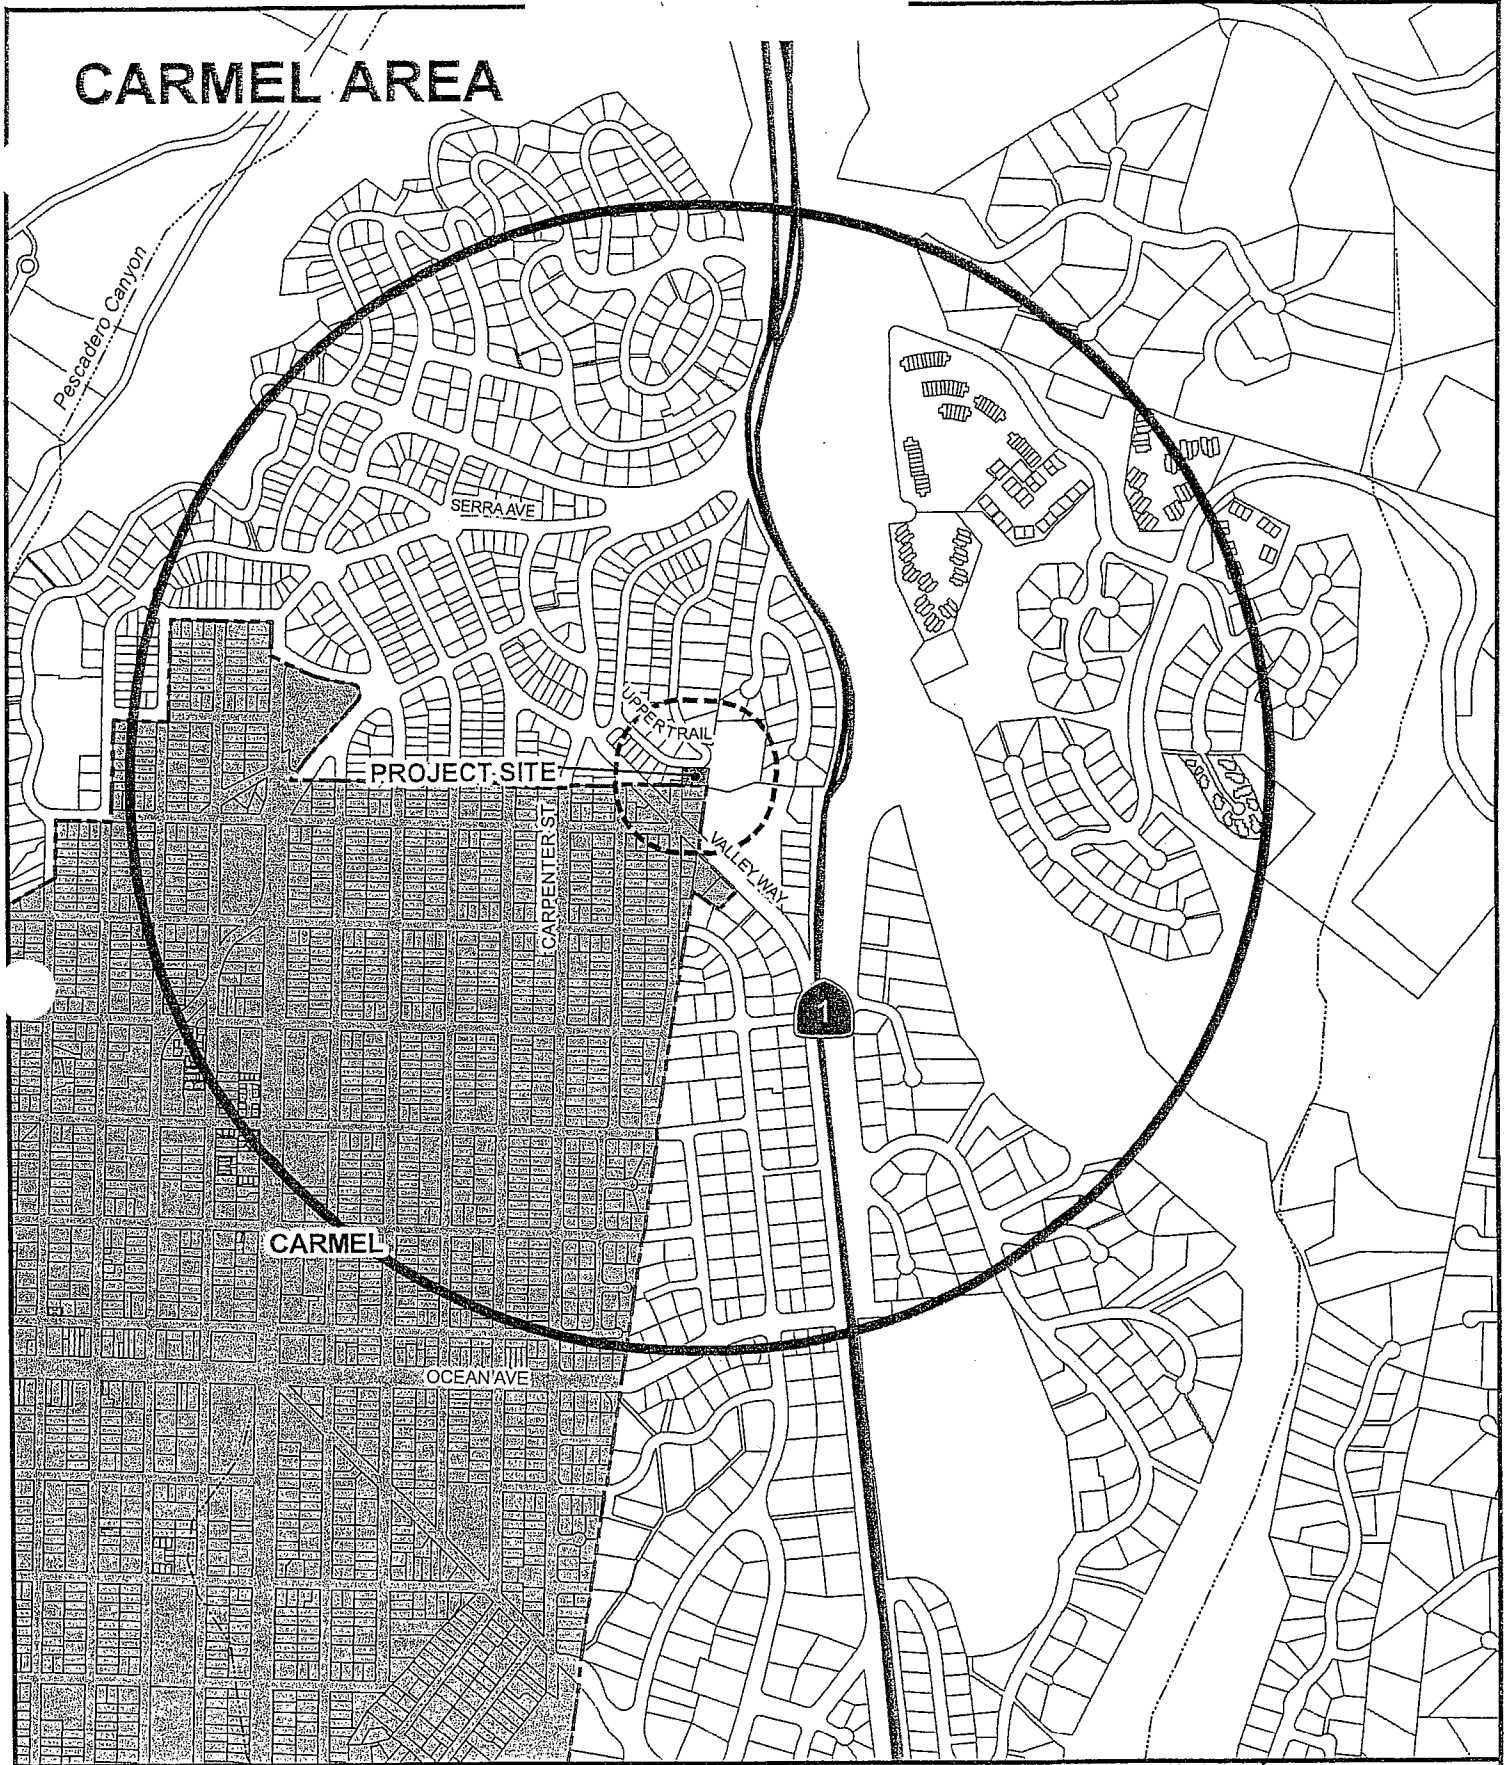 CARMEL AREA
Pescadero Canyon
SERRA AVE
UPPER TRAIL
PROJECT SITE
CARPENTER ST
VALLEY WAY
1
CARMEL
OCEAN AVE